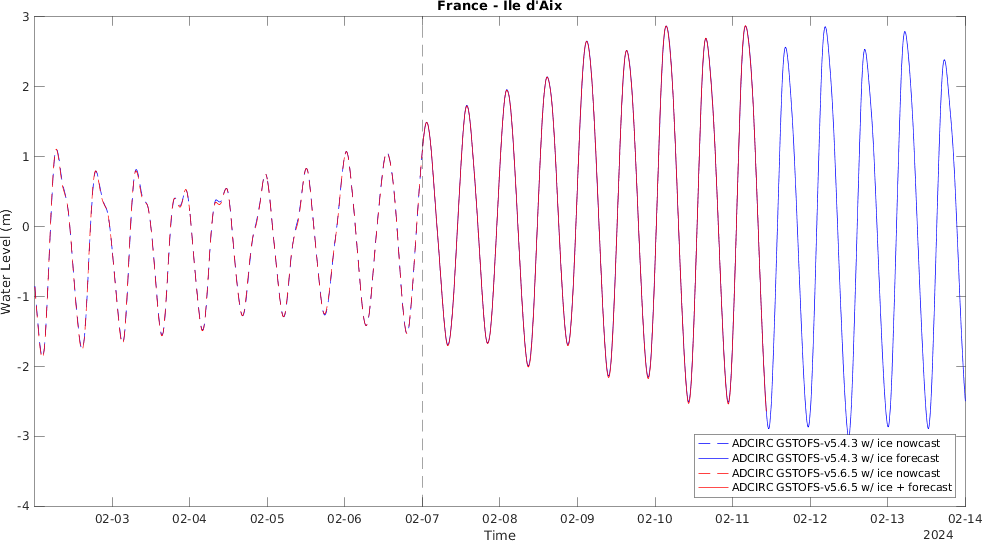 France - Ile d'Aix
3
2
1
0
-1
-2
-3
-4
Water Level (m)
02-03 02-04 02-05 02-06 02-07 02-08 02-09 02-10 02-11 02-12 02-13 02-14
Time
2024
ADCIRC GSTOFS-v5.4.3 w/ ice nowcast
ADCIRC GSTOFS-v5.4.3 w/ ice forecast
ADCIRC GSTOFS-v5.6.5 w/ ice nowcast
ADCIRC GSTOFS-v5.6.5 w/ ice + forecast